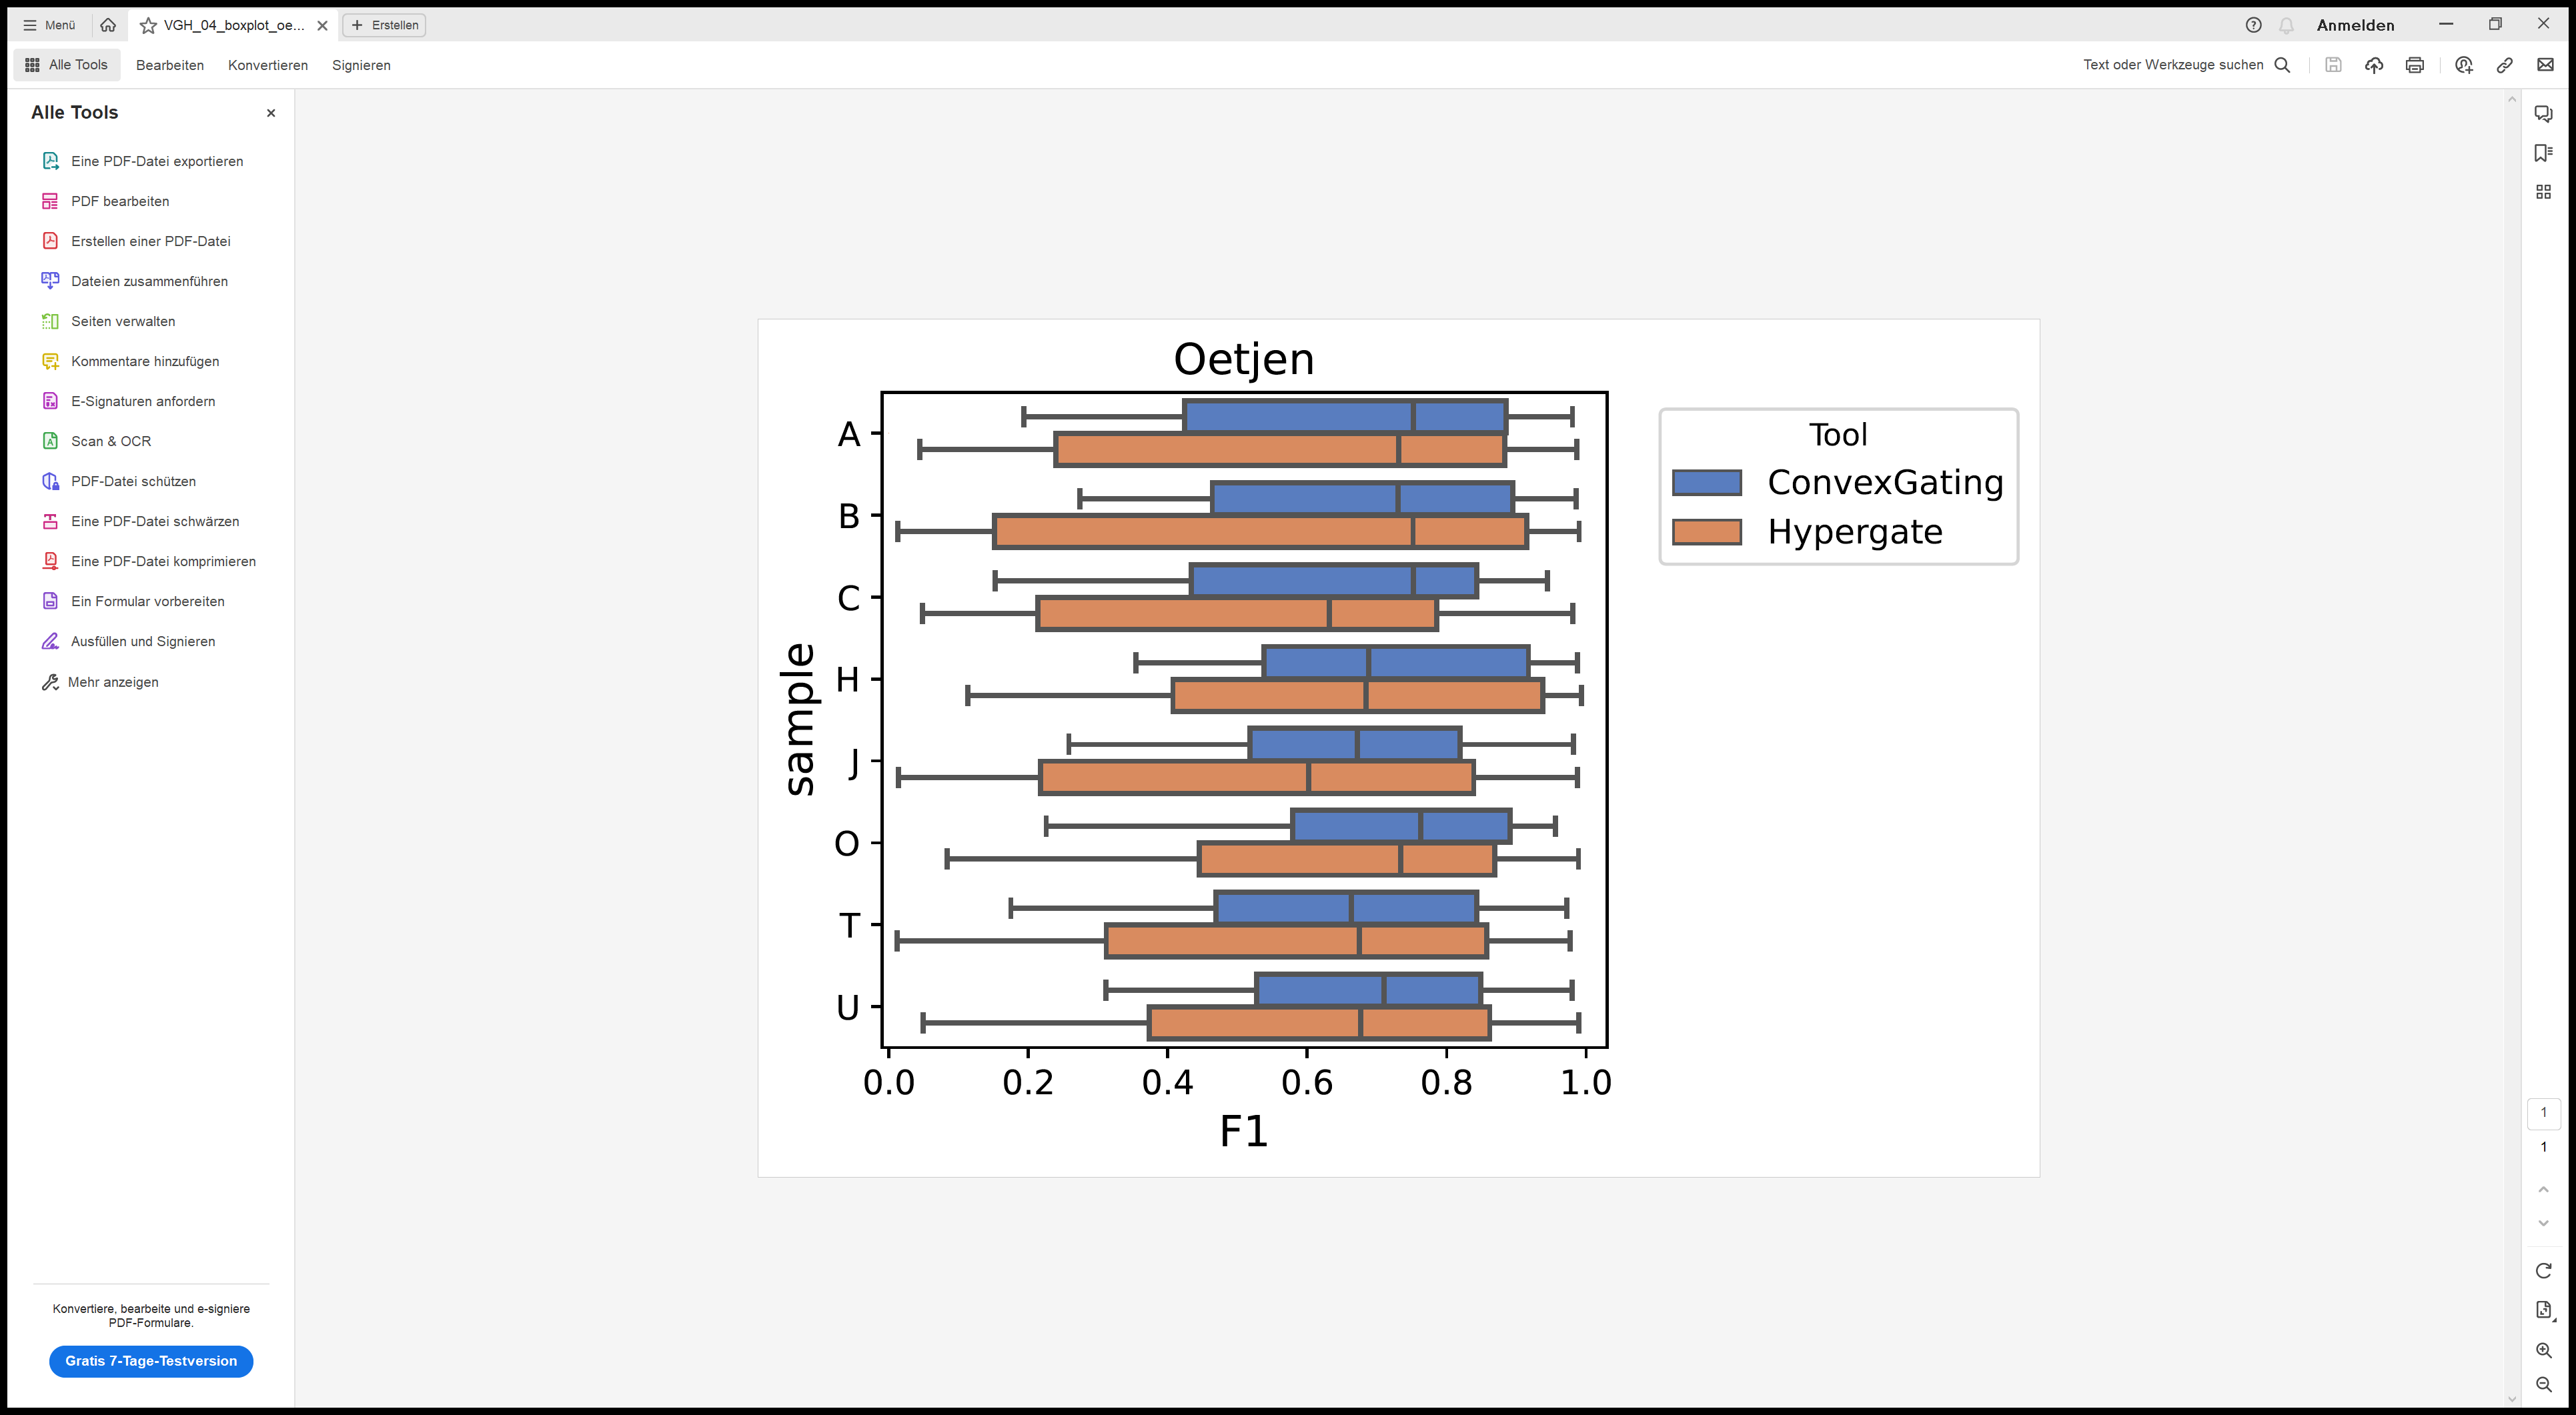 Menü
VGH_04_boxplot_oe...
Erstellen
Anmelden
Alle Tools
Bearbeiten
Konvertieren
Signieren
Text oder Werkzeuge suchen
Alle Tools
Eine PDF-Datei exportieren
PDF bearbeiten
Erstellen einer PDF-Datei
Dateien zusammenführen
Seiten verwalten
Kommentare hinzufügen
E-Signaturen anfordern
Scan & OCR
PDF-Datei schützen
Eine PDF-Datei schwärzen
Eine PDF-Datei komprimieren
Ein Formular vorbereiten
Ausfüllen und Signieren
Mehr anzeigen
Konvertiere, bearbeite und e-signiere
PDF-Formulare.
Gratis 7-Tage-Testversion
Oetjen
sample
A
B
C
H
J
O
T
U
0.0 0.2 0.4 0.6 0.8 1.0
F1
Tool
ConvexGating
Hypergate
1
1